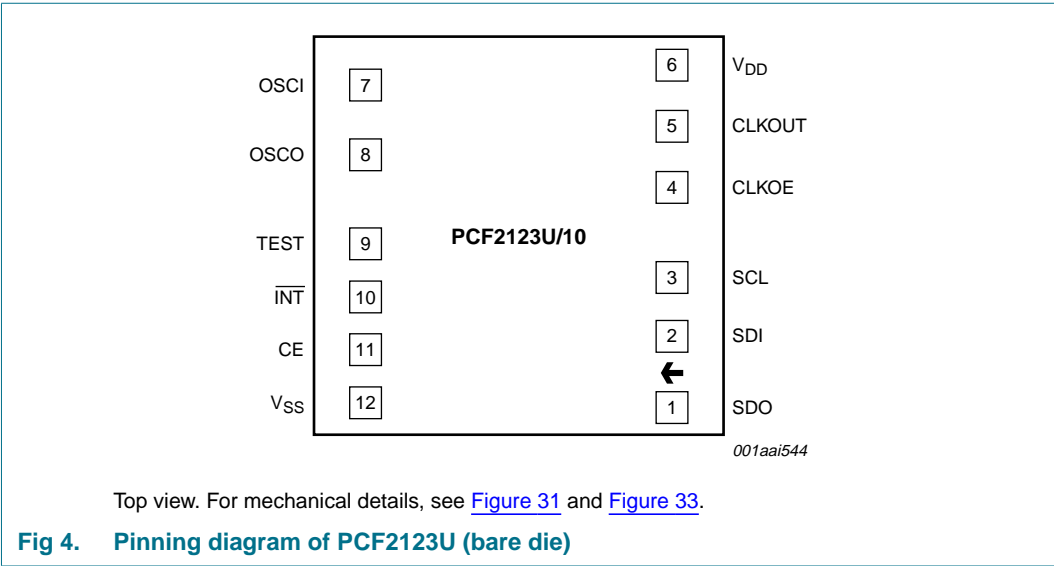 OSCI 7 6 VDD
5 CLKOUT
OSCO 8
4 CLKOE
TEST 9 PCF2123U/10
3 SCL
INT 10
2 SDI
CE 11
VSS 12 1 SDO
001aai544
Top view. For mechanical details, see Figure 31 and Figure 33.
Fig 4. Pinning diagram of PCF2123U (bare die)